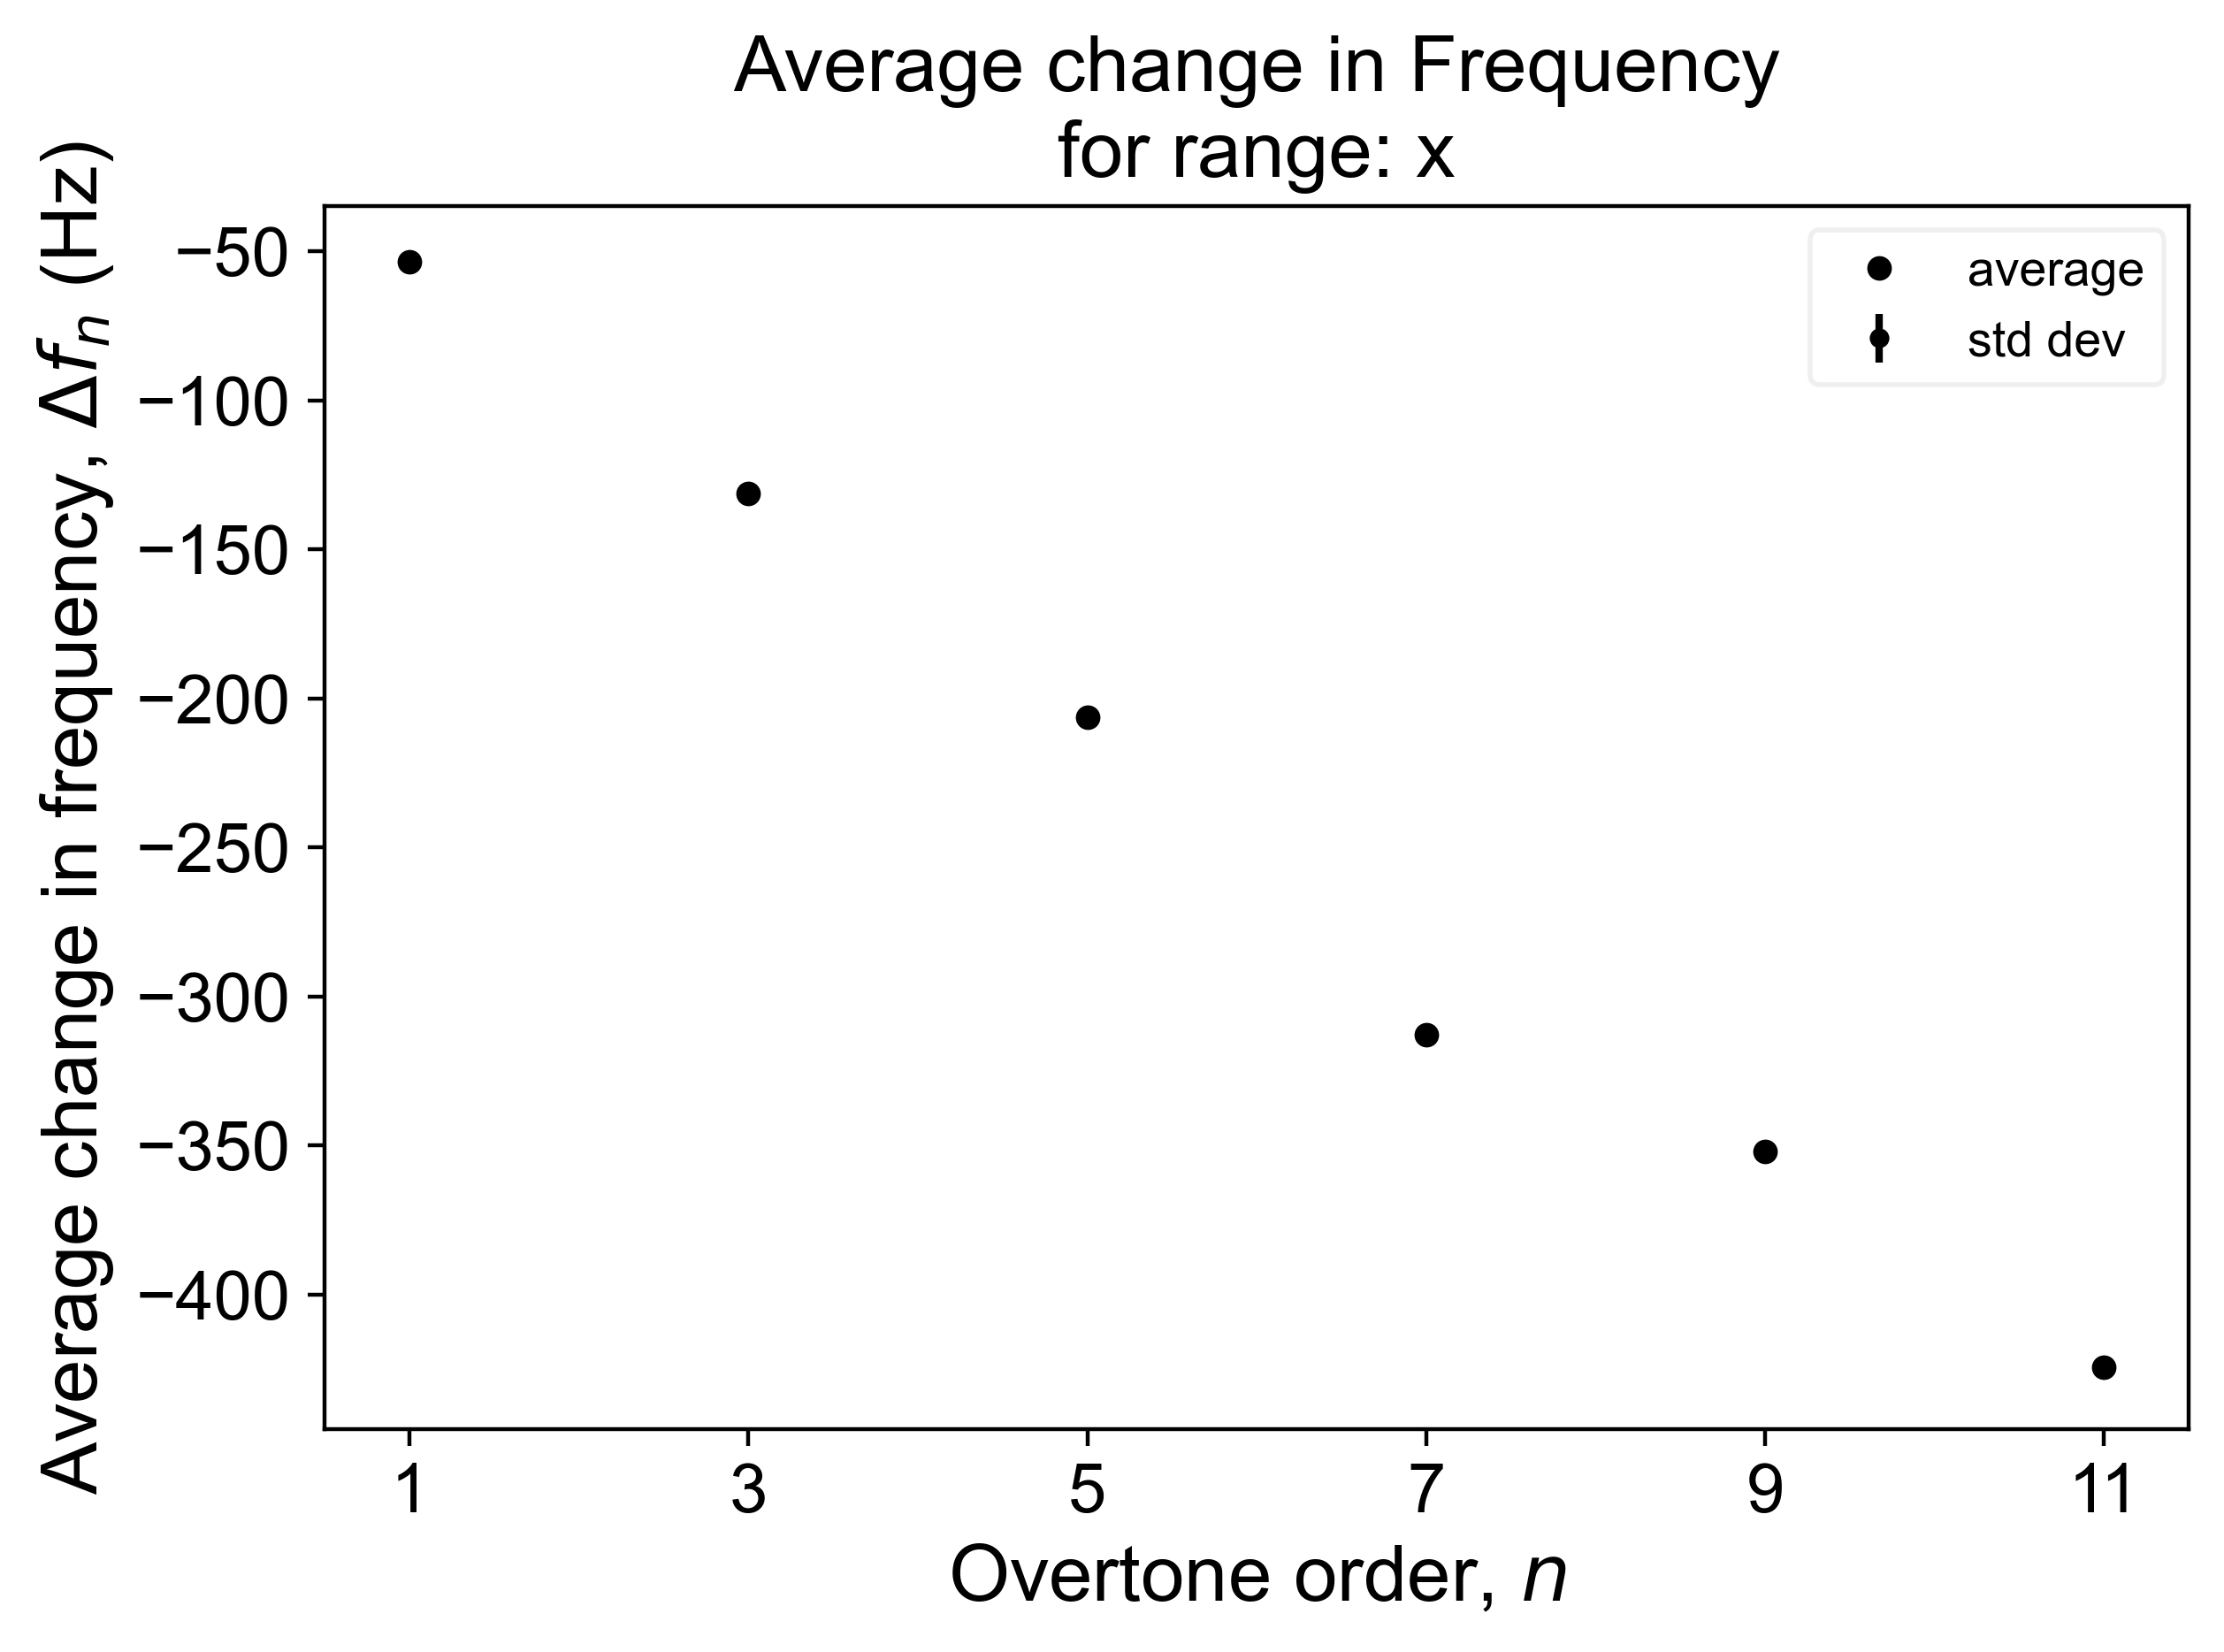 Average change in Frequency
for range: x
Average change in frequency, Δfn (Hz)
−50
−100
−150
−200
−250
−300
−350
−400
average
std dev
1 3 5 7 9 11
Overtone order, n